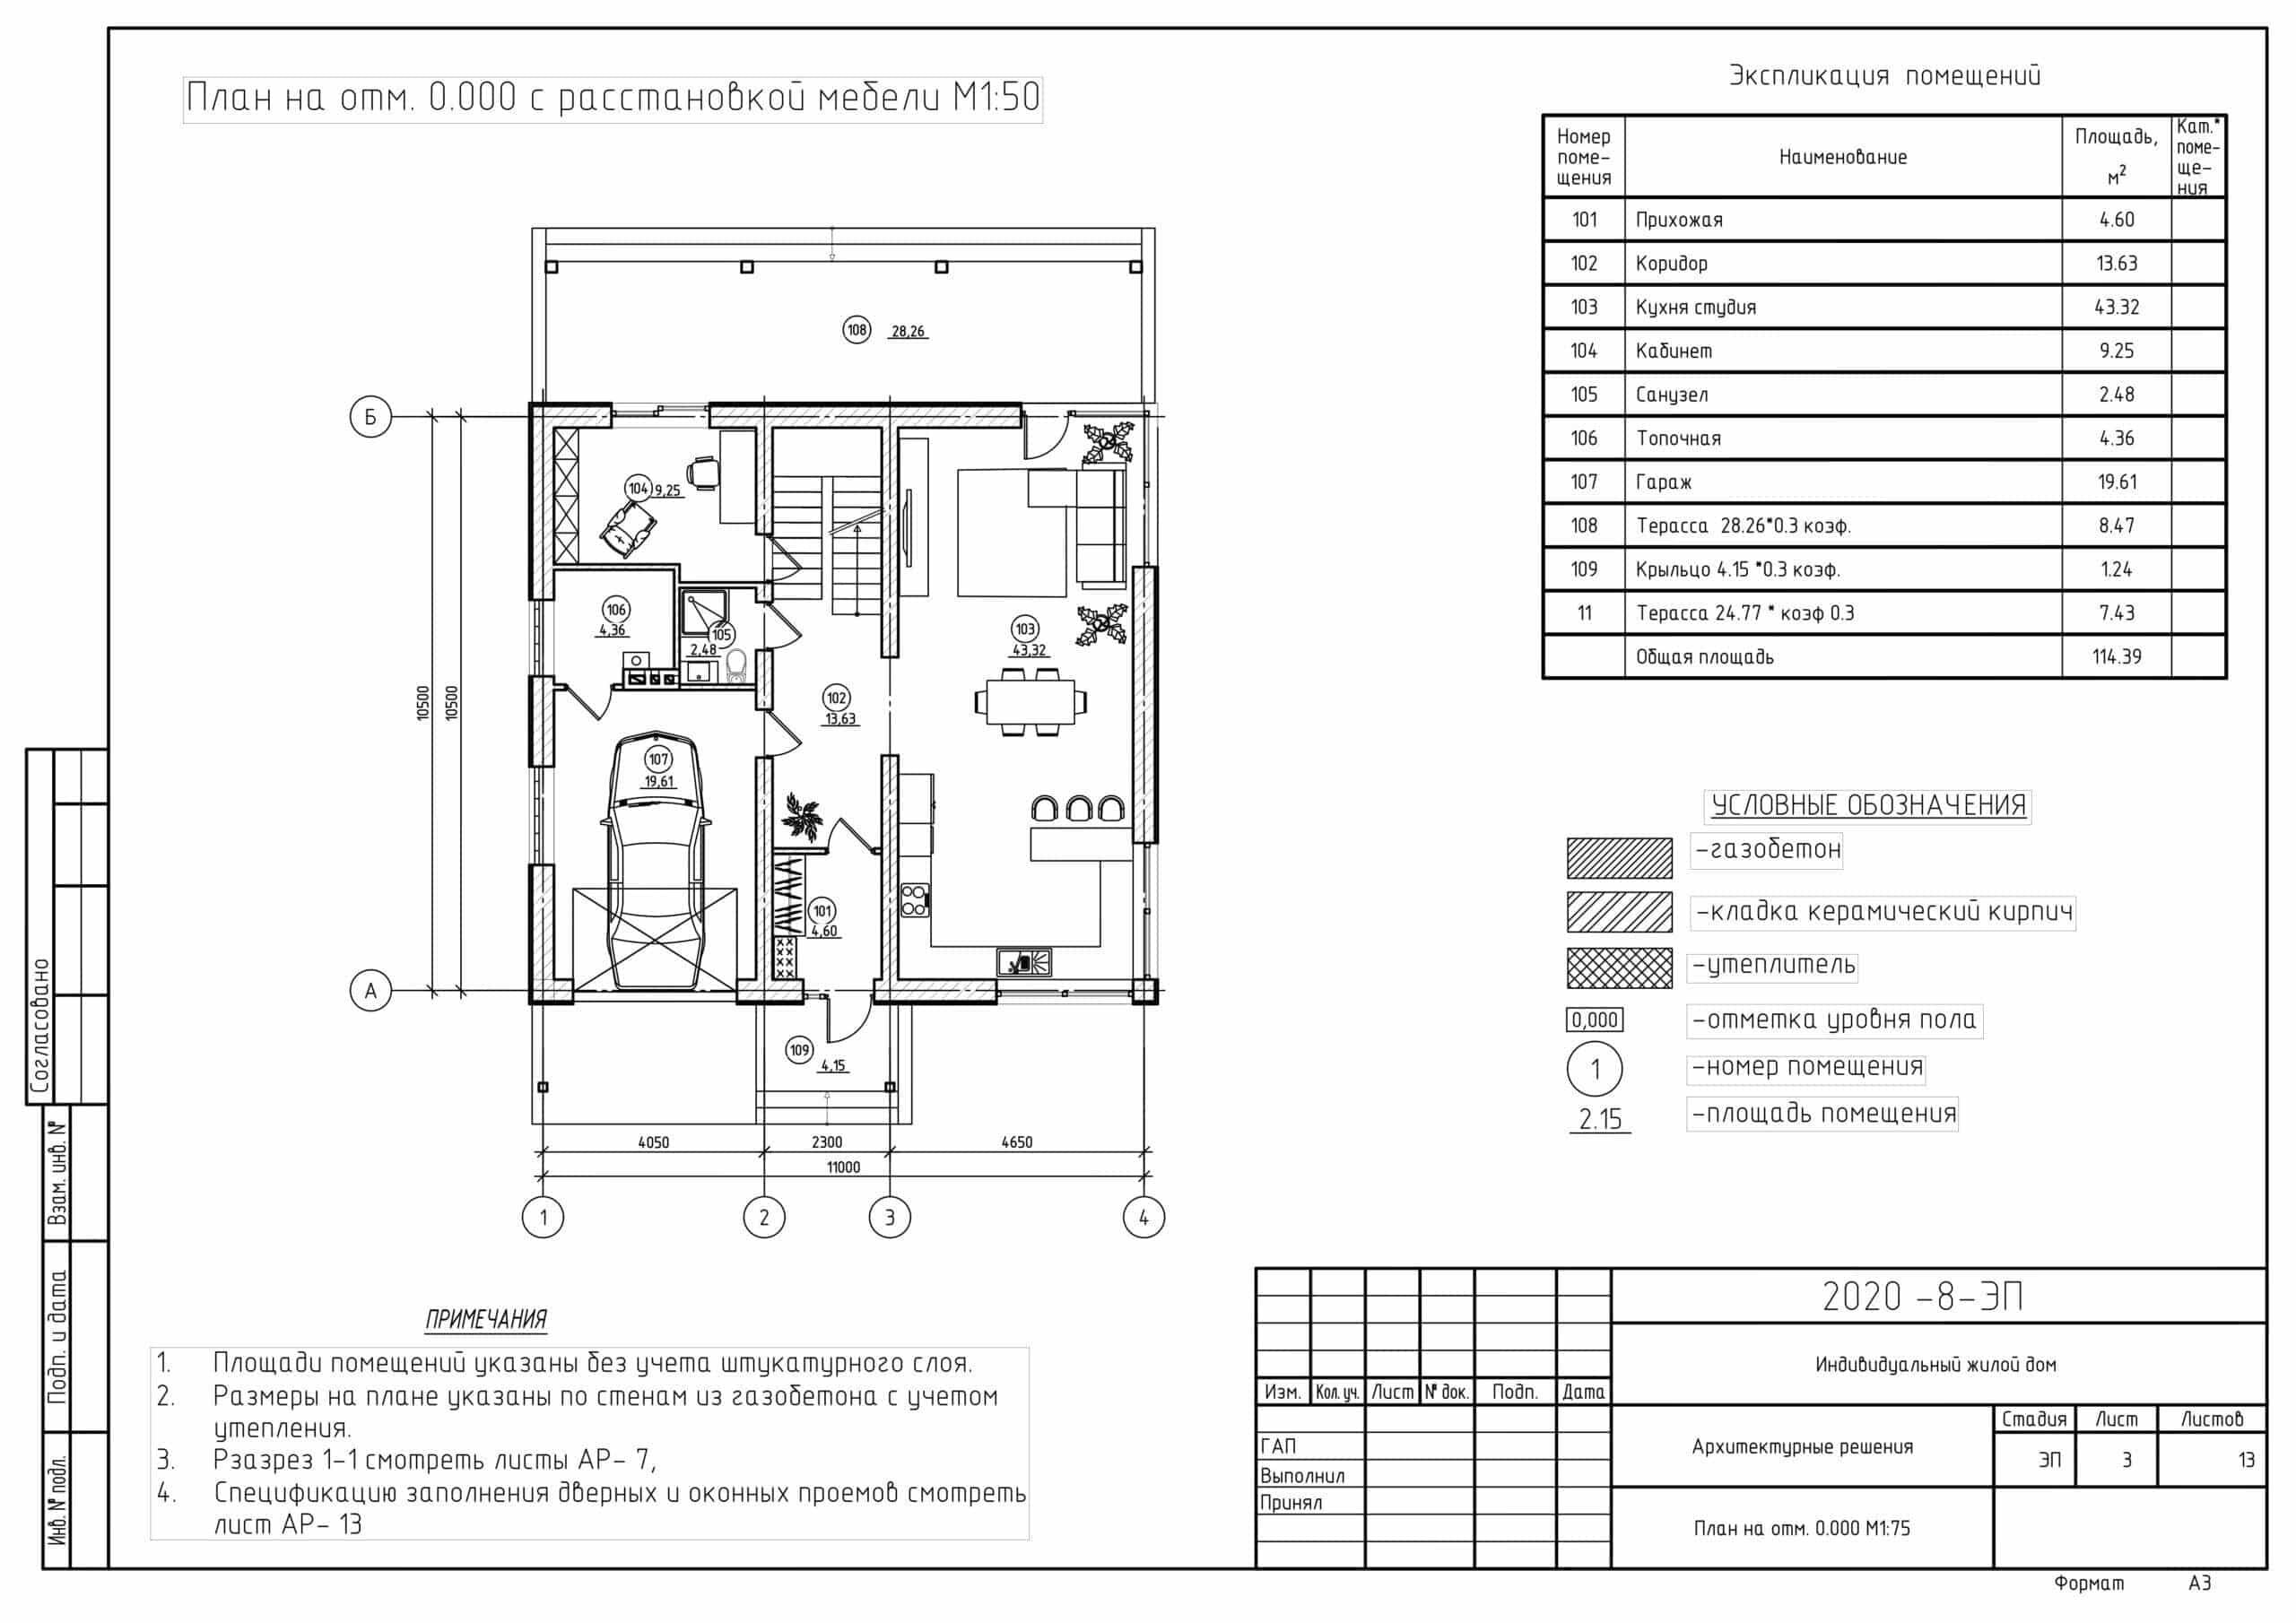 План на отм. 0.000 с расстановкой мебели М1:50
Экспликация помещений
Номер поме-щения Наименование Площадь, м2 Кат.* поме-ще-ния
101 Прихожая 4.60
102 Коридор 13.63
103 Кухня студия 43.32
104 Кабинет 9.25
105 Санузел 2.48
106 Топочная 4.36
107 Гараж 19.61
108 Терасса 28.26*0.3 коэф. 8.47
109 Крыльцо 4.15 *0.3 коэф. 1.24
11 Терасса 24.77 * коэф 0.3 7.43
Общая площадь 114.39
108 28,26
Б
104 9,25
106
4,36
105
2,48
103
43,32
102
13,63
10500
10500
107
19,61
101
4,60
А
109
4,15
4050 2300 4650
11000
1 2 3 4
УСЛОВНЫЕ ОБОЗНАЧЕНИЯ
-газобетон
-кладка керамический кирпич
-утеплитель
0,000 -отметка уровня пола
1 -номер помещения
2.15 -площадь помещения
ПРИМЕЧАНИЯ
1. Площади помещений указаны без учета штукатурного слоя.
2. Размеры на плане указаны по стенам из газобетона с учетом
утепления.
3. Рзазрез 1-1 смотреть листы АР- 7,
4. Спецификацию заполнения дверных и оконных проемов смотреть
лист АР- 13
Согласовано
Взам. инв. №
Подп. и дата
Инв. № подл.
2020 -8-ЭП
Индивидуальный жилой дом
Изм. Кол. уч. Лист № док. Подп. Дата
ГАП
Выполнил
Принял
Архитектурные решения
Стадия Лист Листов
ЭП 3 13
План на отм. 0.000 М1:75
Формат А3